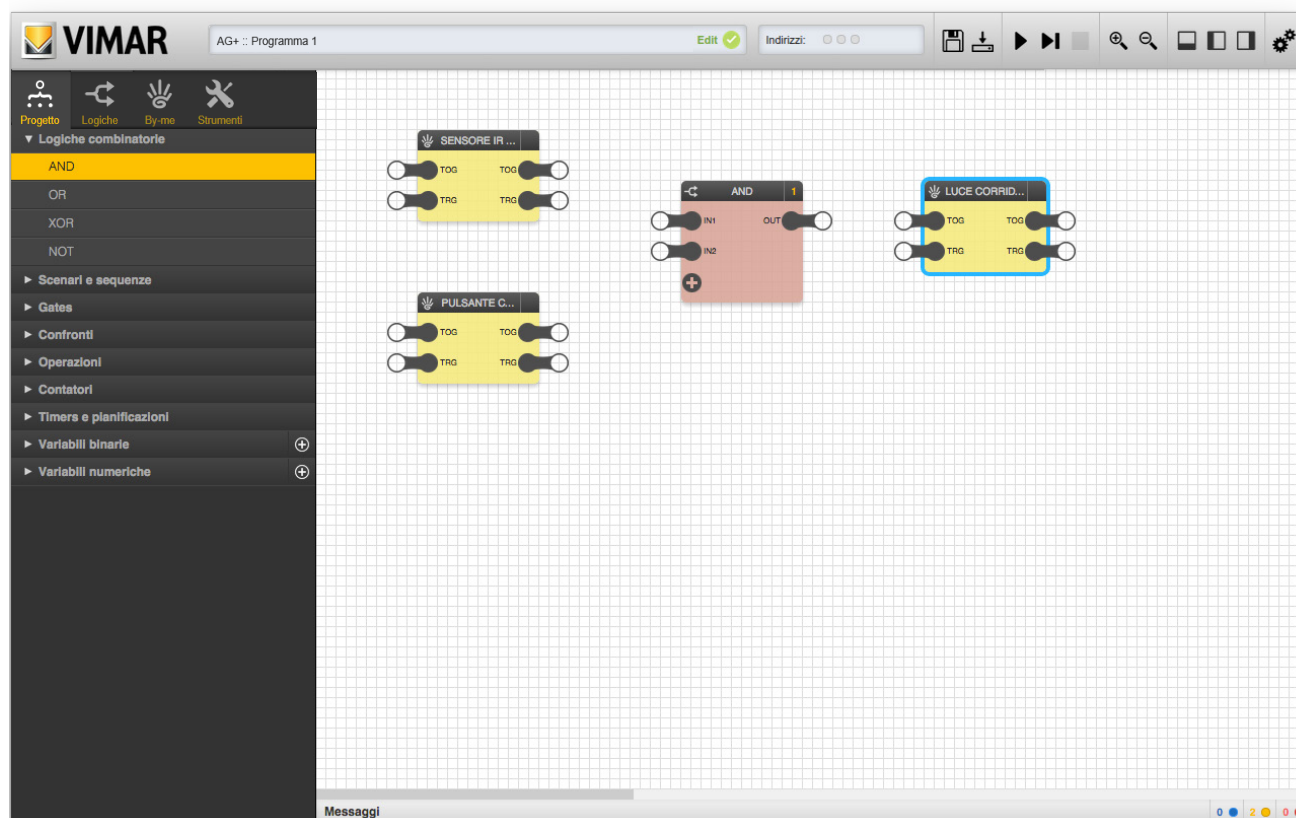 VIMAR
AG+ :: Programma 1
Edit
Indirizzi:
Progetto
Logiche
By-me
Strumenti
▼ Logiche combinatorie
AND
OR
XOR
NOT
► Scenari e sequenze
► Gates
► Confronti
► Operazioni
► Contatori
► Timers e pianificazioni
► Variabili binarie
► Variabili numeriche
SENSORE IR ...
TOG TOG
TRG TRG
PULSANTE C...
TOG TOG
TRG TRG
AND 1
IN1 OUT
IN2
LUCE CORRID...
TOG TOG
TRG TRG
Messaggi
0 2 0